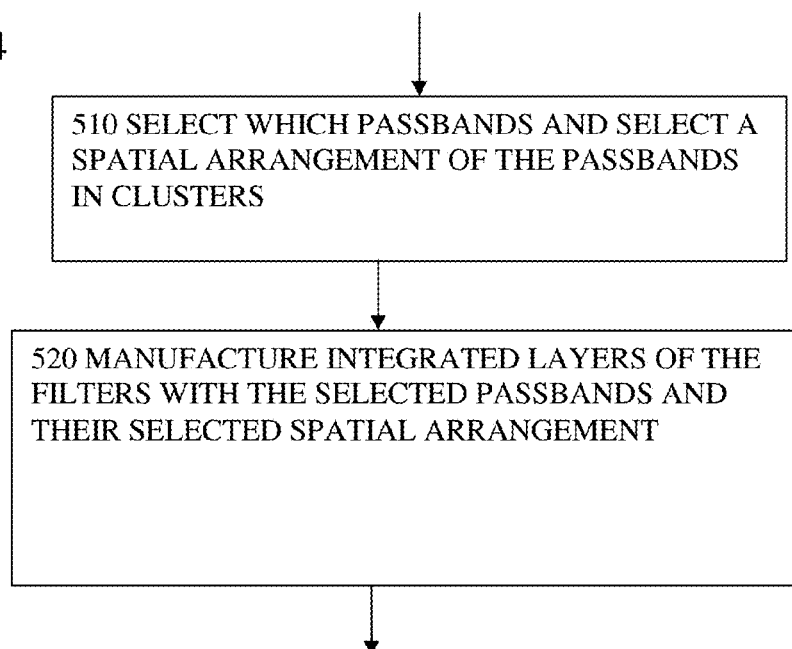 4
510 SELECT WHICH PASSBANDS AND SELECT A
SPATIAL ARRANGEMENT OF THE PASSBANDS
IN CLUSTERS
520 MANUFACTURE INTEGRATED LAYERS OF THE
FILTERS WITH THE SELECTED PASSBANDS AND
THEIR SELECTED SPATIAL ARRANGEMENT